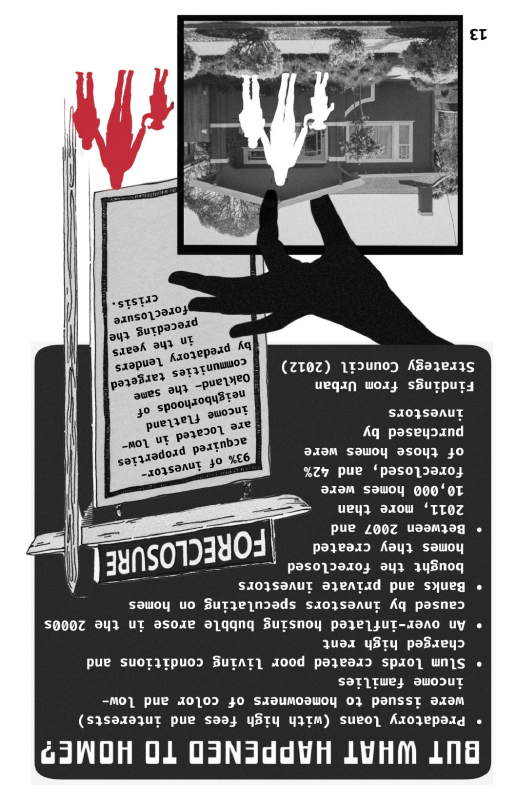 BUT WHAT HAPPENED TO HOME?
• Predatory loans (with high fees and interests)
were issued to homeowners of color and low-
income families
• Slum lords created poor living conditions and
charged high rent
• An over-inflated housing bubble arose in the 2000s
caused by investors speculating on homes
• Banks and private investors
bought the foreclosed
homes they created
• Between 2007 and
2011, more than
10,000 homes were
foreclosed, and 42%
of those homes were
purchased by
investors
Findings from Urban
Strategy Council (2012)
FORECLOSURE!
93% of investor-
acquired properties
are located in low-
income flatland
neighborhoods of
Oakland— the same
communities targeted
by predatory lenders
in the years
preceding the
foreclosure
crisis.
13